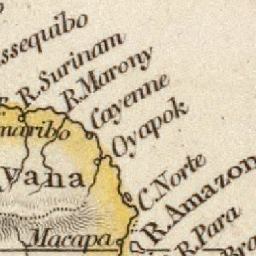 ssequibo
R. Surinam
R. Marony
Cayenne
Oyapok
maribo
yana
C. Norte
R. Amazon
Macapa
R. Para
Bra